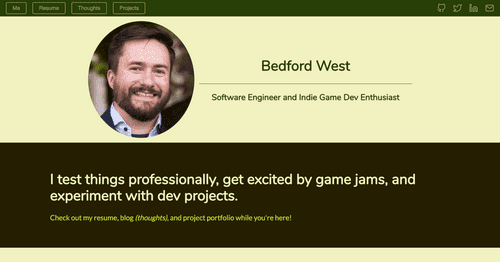 Me Resume Thoughts Projects
Bedford West
Software Engineer and Indie Game Dev Enthusiast
I test things professionally, get excited by game jams, and
experiment with dev projects.
Check out my resume, blog (thoughts), and project portfolio while you're here!